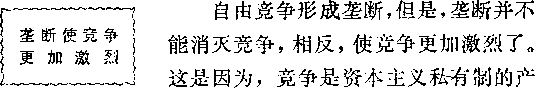 垄断使竞争
更加激烈
自由竞争形成垄断，但是，垄断并不
能消灭竞争，相反，使竞争更加激烈了。
这是因为，竞争是资本主义私有制的产